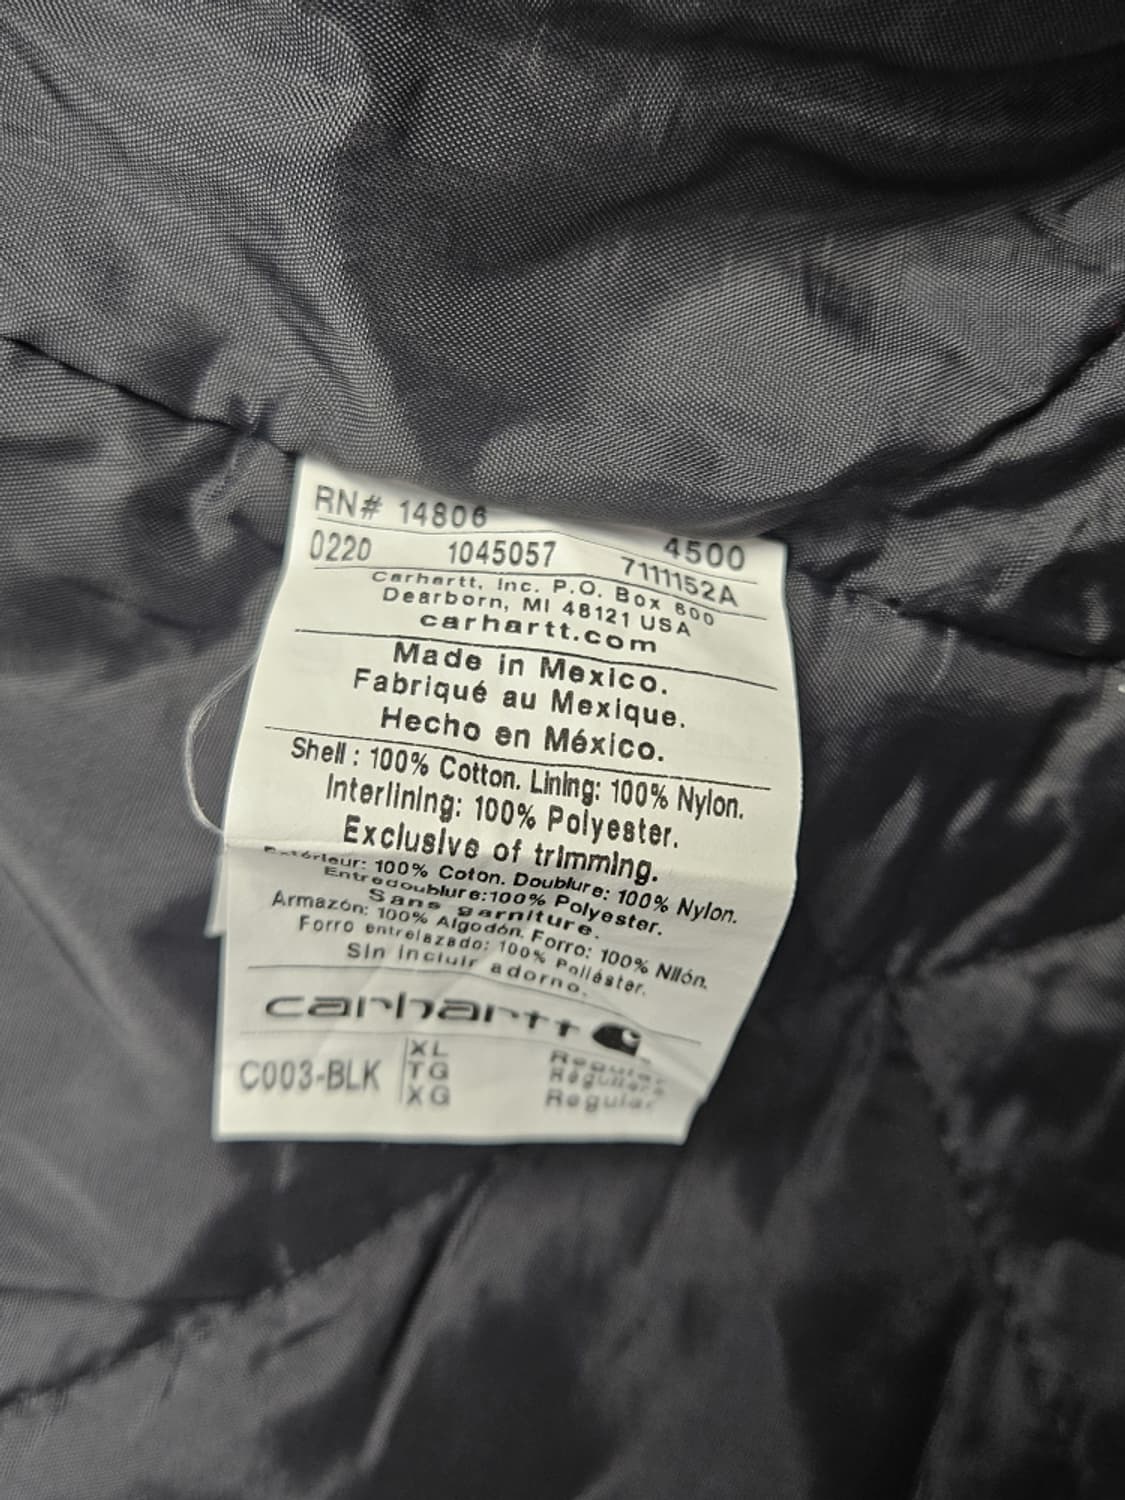 RN# 14806 4500
0220 1045057 7111152A
Carhartt, Inc. P.O. Box 600
Dearborn, MI 48121 USA
carhartt.com
Made in Mexico.
Fabriqué au Mexique.
Hecho en México.
Shell : 100% Cotton. Lining: 100% Nylon.
Interlining: 100% Polyester.
Exclusive of trimming.
Extérieur: 100% Coton. Doublure: 100% Nylon.
Entredoublure:100% Polyester.
Sans garniture.
Armazón: 100% Algodón. Forro: 100% Nilón.
Forro entrelazado: 100% Poliéster.
Sin incluir adorno.
carhartt
C003-BLK XL Regular
TG Régulière
XG Regular